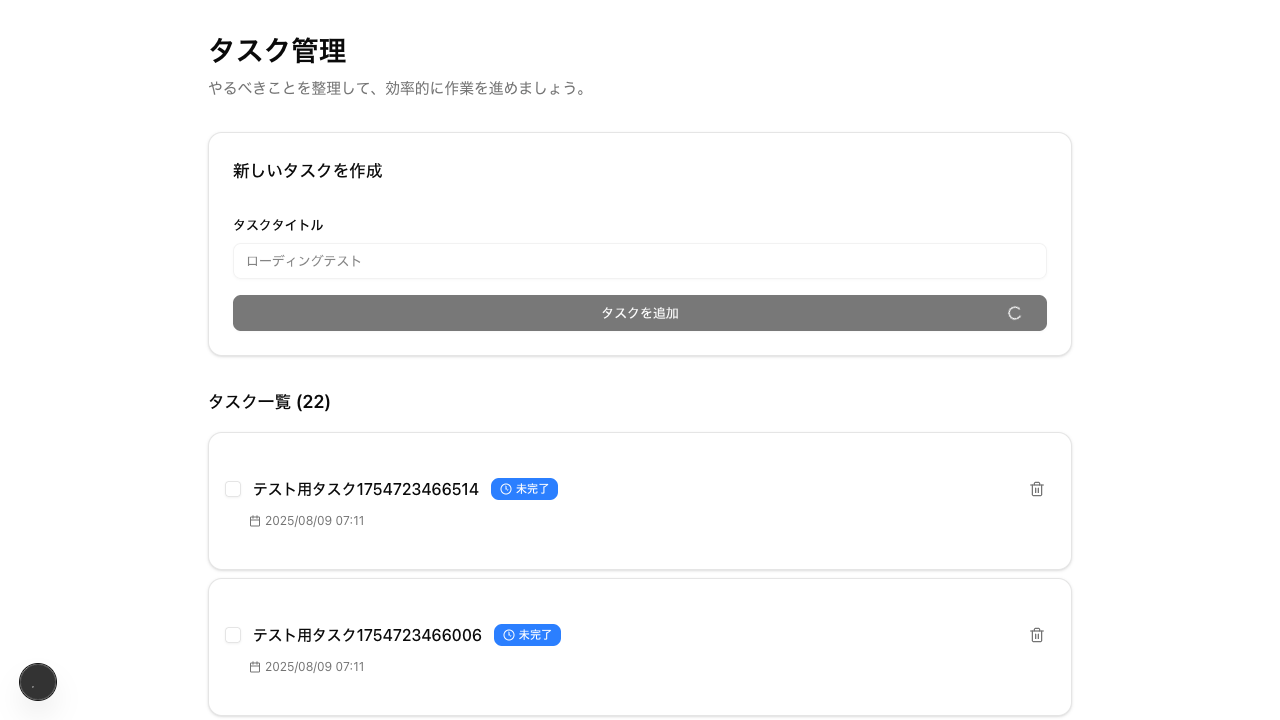 タスク管理
やるべきことを整理して、効率的に作業を進めましょう。
新しいタスクを作成
タスクタイトル
ローディングテスト
タスクを追加
タスク一覧 (22)
テスト用タスク1754723466514 未完了
2025/08/09 07:11
テスト用タスク1754723466006 未完了
2025/08/09 07:11